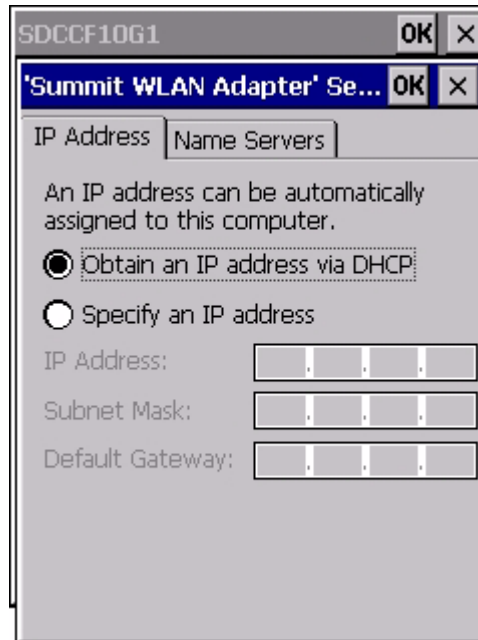 SDCCF10G1 OK ×
'Summit WLAN Adapter' Se... OK ×
IP Address Name Servers
An IP address can be automatically
assigned to this computer.
Obtain an IP address via DHCP
Specify an IP address
IP Address: . . .
Subnet Mask: . . .
Default Gateway: . . .